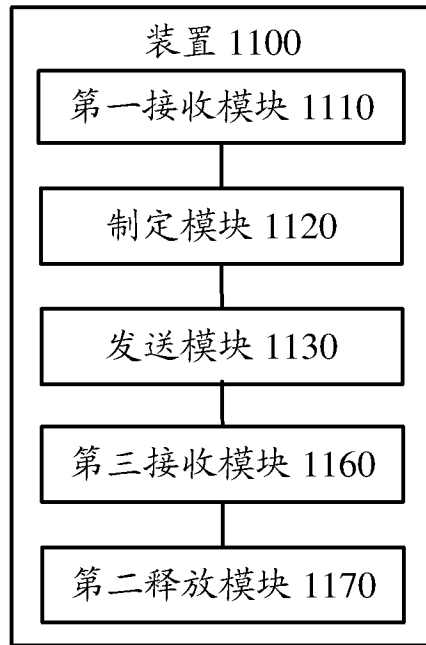 装置 1100
第一接收模块 1110
制定模块 1120
发送模块 1130
第三接收模块 1160
第二释放模块 1170